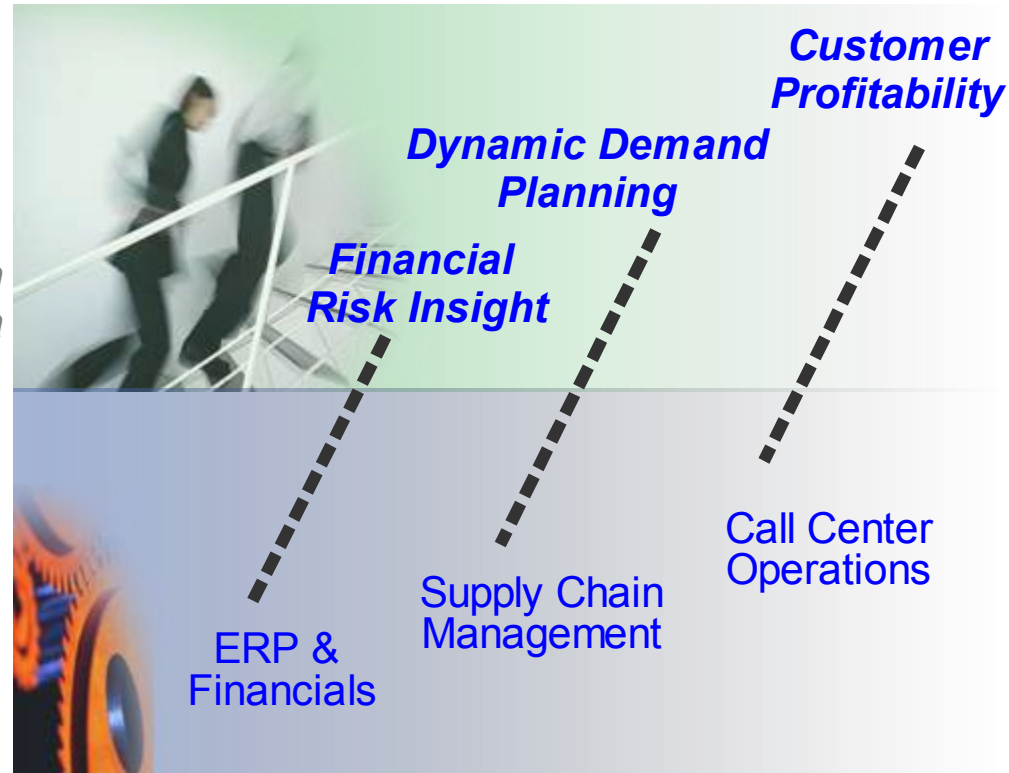 Customer
Profitability
Dynamic Demand
Planning
Financial
Risk Insight
Call Center
Operations
Supply Chain
Management
ERP &
Financials